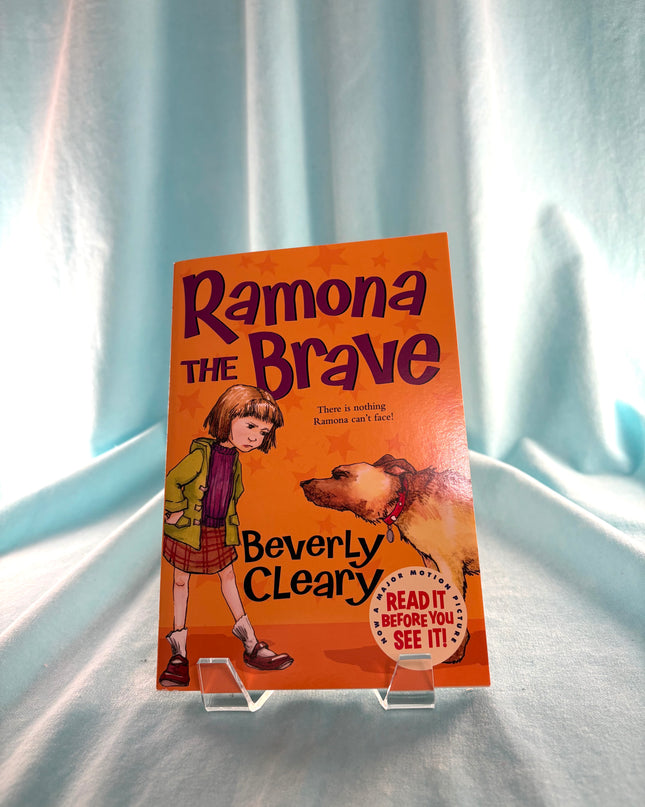 Ramona
THE Brave
There is nothing
Ramona can't face!
Beverly
Cleary
NOW A MAJOR MOTION PICTURE
READ IT
BEFORE YOU
SEE IT!